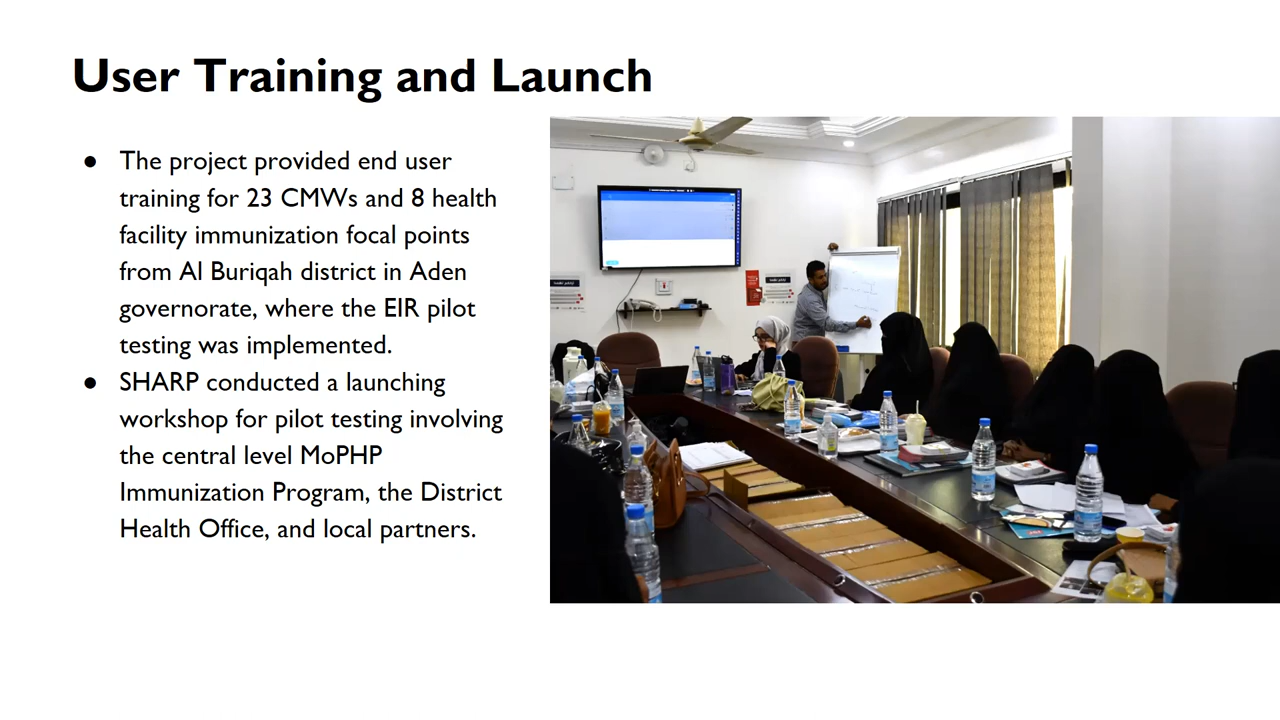 User Training and Launch
● The project provided end user
training for 23 CMWs and 8 health
facility immunization focal points
from Al Buriqah district in Aden
governorate, where the EIR pilot
testing was implemented.
● SHARP conducted a launching
workshop for pilot testing involving
the central level MoPHP
Immunization Program, the District
Health Office, and local partners.